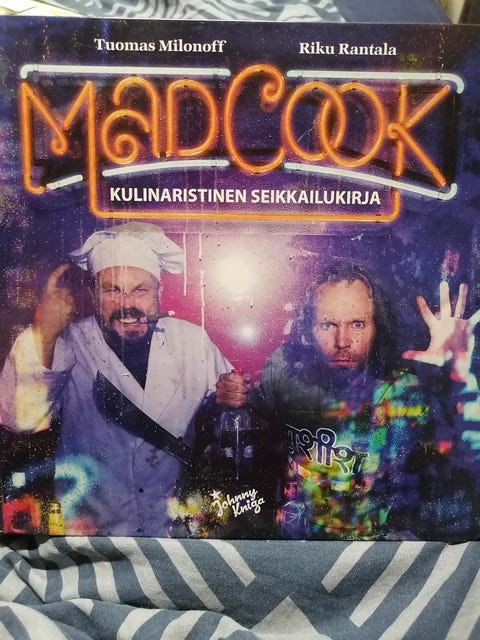 Tuomas Milonoff Riku Rantala
MADCOOK
KULINARISTINEN SEIKKAILUKIRJA
Johnny
Kniga